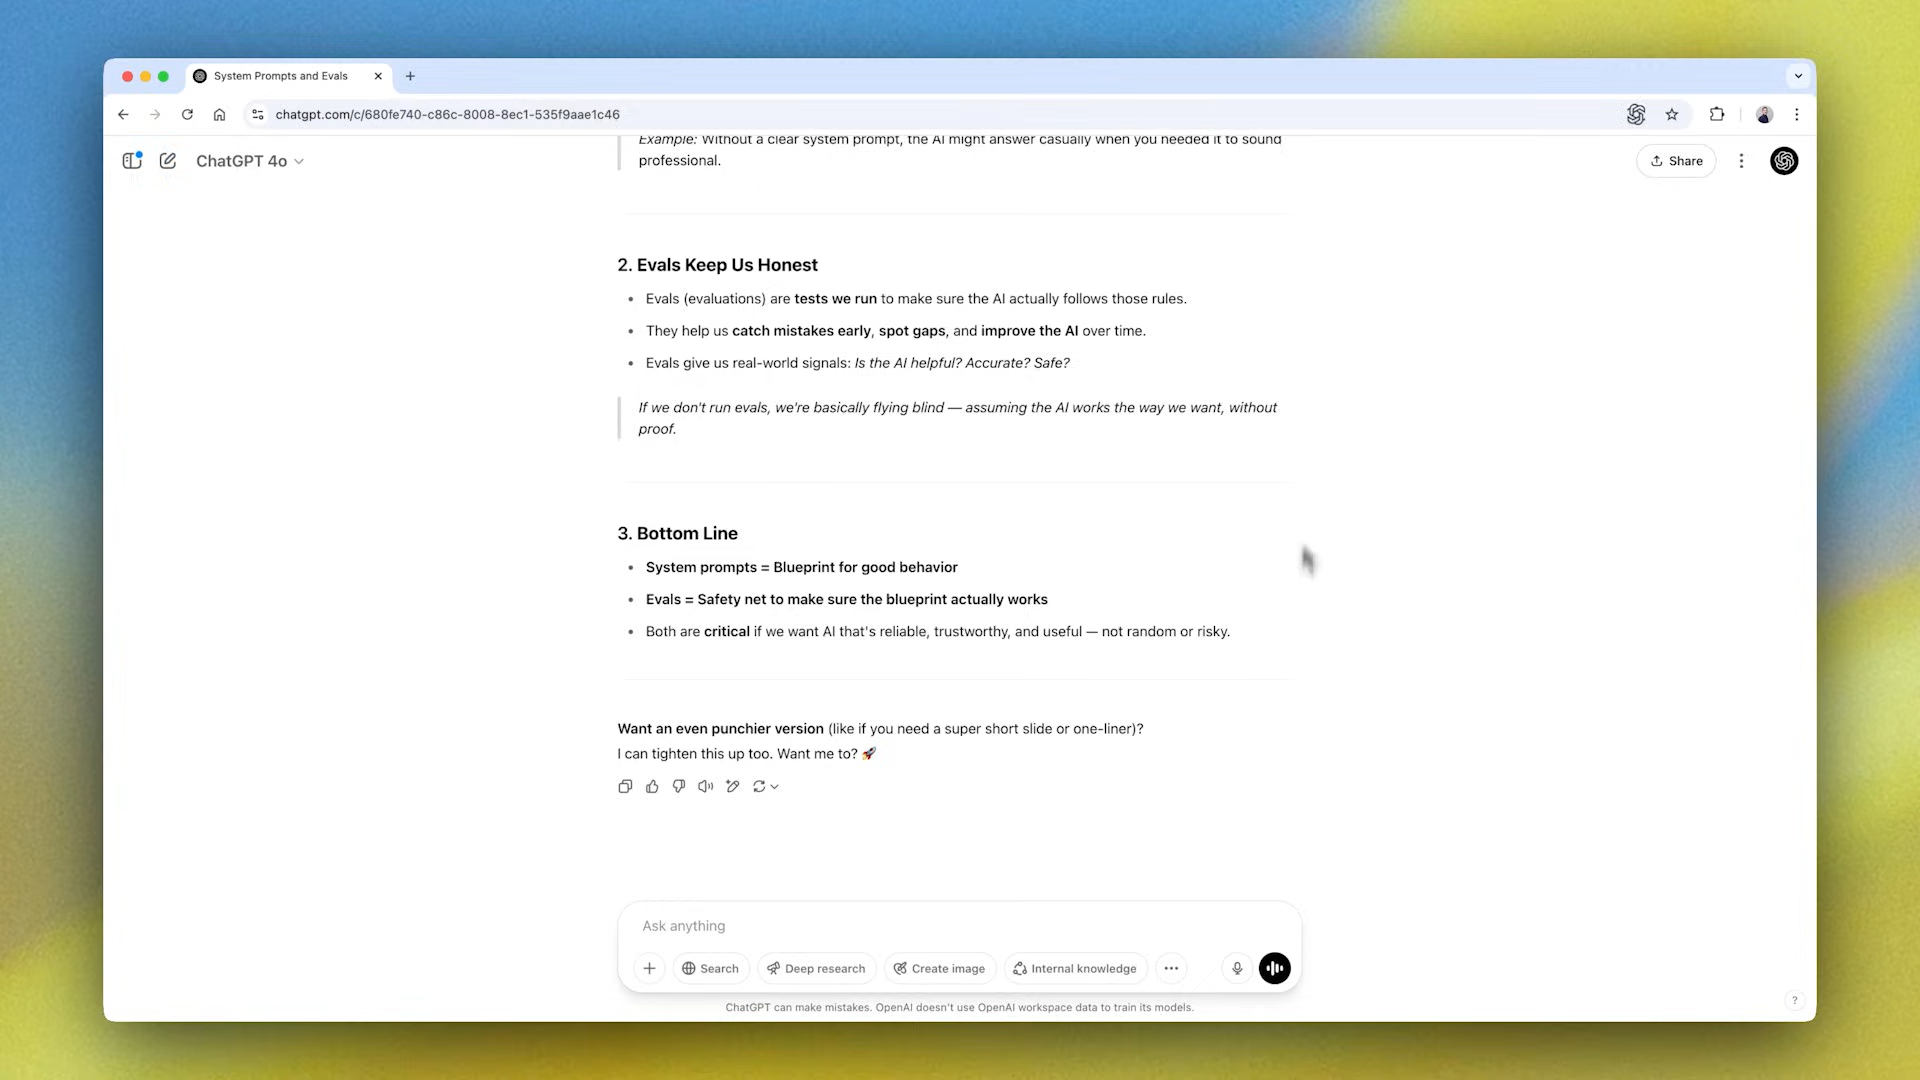 System Prompts and Evals
chatgpt.com/c/680fe740-c86c-8008-8ec1-535f9aae1c46
ChatGPT 4o
Share
Example: Without a clear system prompt, the AI might answer casually when you needed it to sound
professional.
2. Evals Keep Us Honest
• Evals (evaluations) are tests we run to make sure the AI actually follows those rules.
• They help us catch mistakes early, spot gaps, and improve the AI over time.
• Evals give us real-world signals: Is the AI helpful? Accurate? Safe?
If we don't run evals, we're basically flying blind — assuming the AI works the way we want, without
proof.
3. Bottom Line
• System prompts = Blueprint for good behavior
• Evals = Safety net to make sure the blueprint actually works
• Both are critical if we want AI that's reliable, trustworthy, and useful — not random or risky.
Want an even punchier version (like if you need a super short slide or one-liner)?
I can tighten this up too. Want me to? 🚀
Ask anything
Search Deep research Create image Internal knowledge
ChatGPT can make mistakes. OpenAI doesn't use OpenAI workspace data to train its models.
?